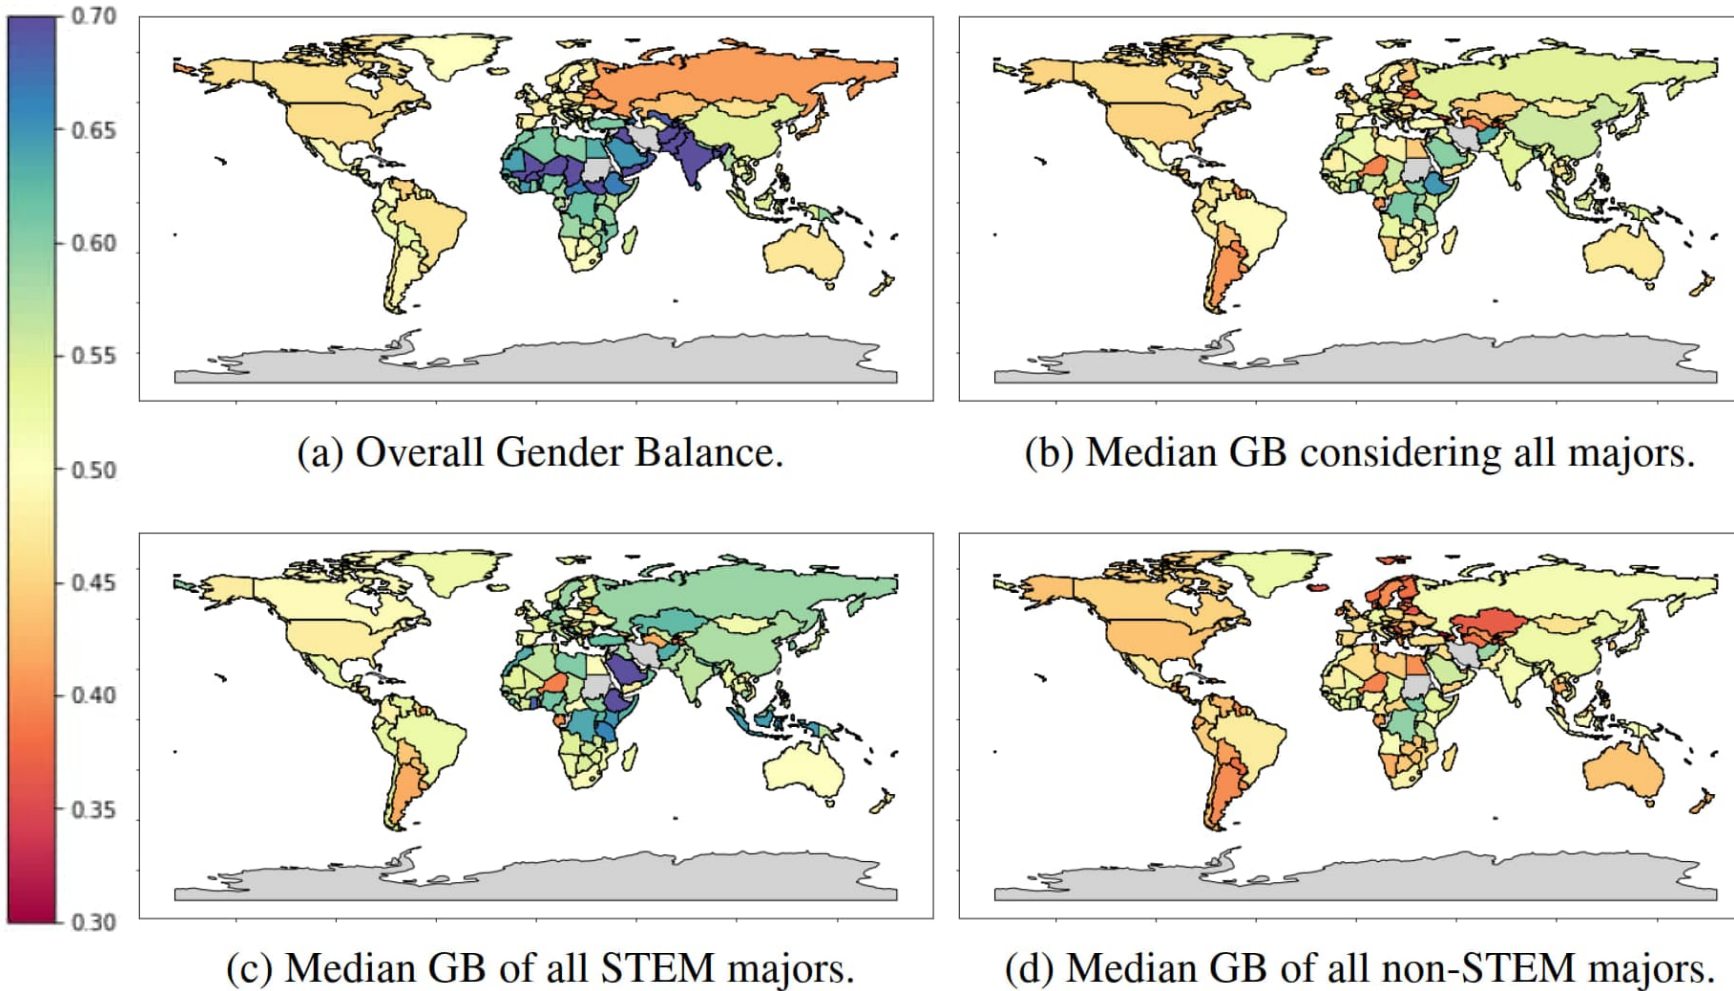 0.70
0.65
0.60
0.55
0.50
0.45
0.40
0.35
0.30
(a) Overall Gender Balance.
(b) Median GB considering all majors.
(c) Median GB of all STEM majors.
(d) Median GB of all non-STEM majors.